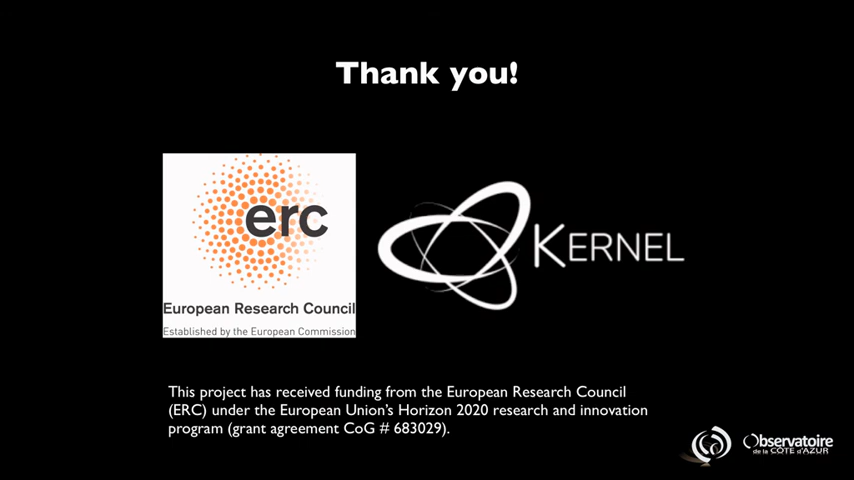 Thank you!
erc
European Research Council
Established by the European Commission
KERNEL
This project has received funding from the European Research Council
(ERC) under the European Union's Horizon 2020 research and innovation
program (grant agreement CoG # 683029).
Observatoire
de la CÔTE d'AZUR